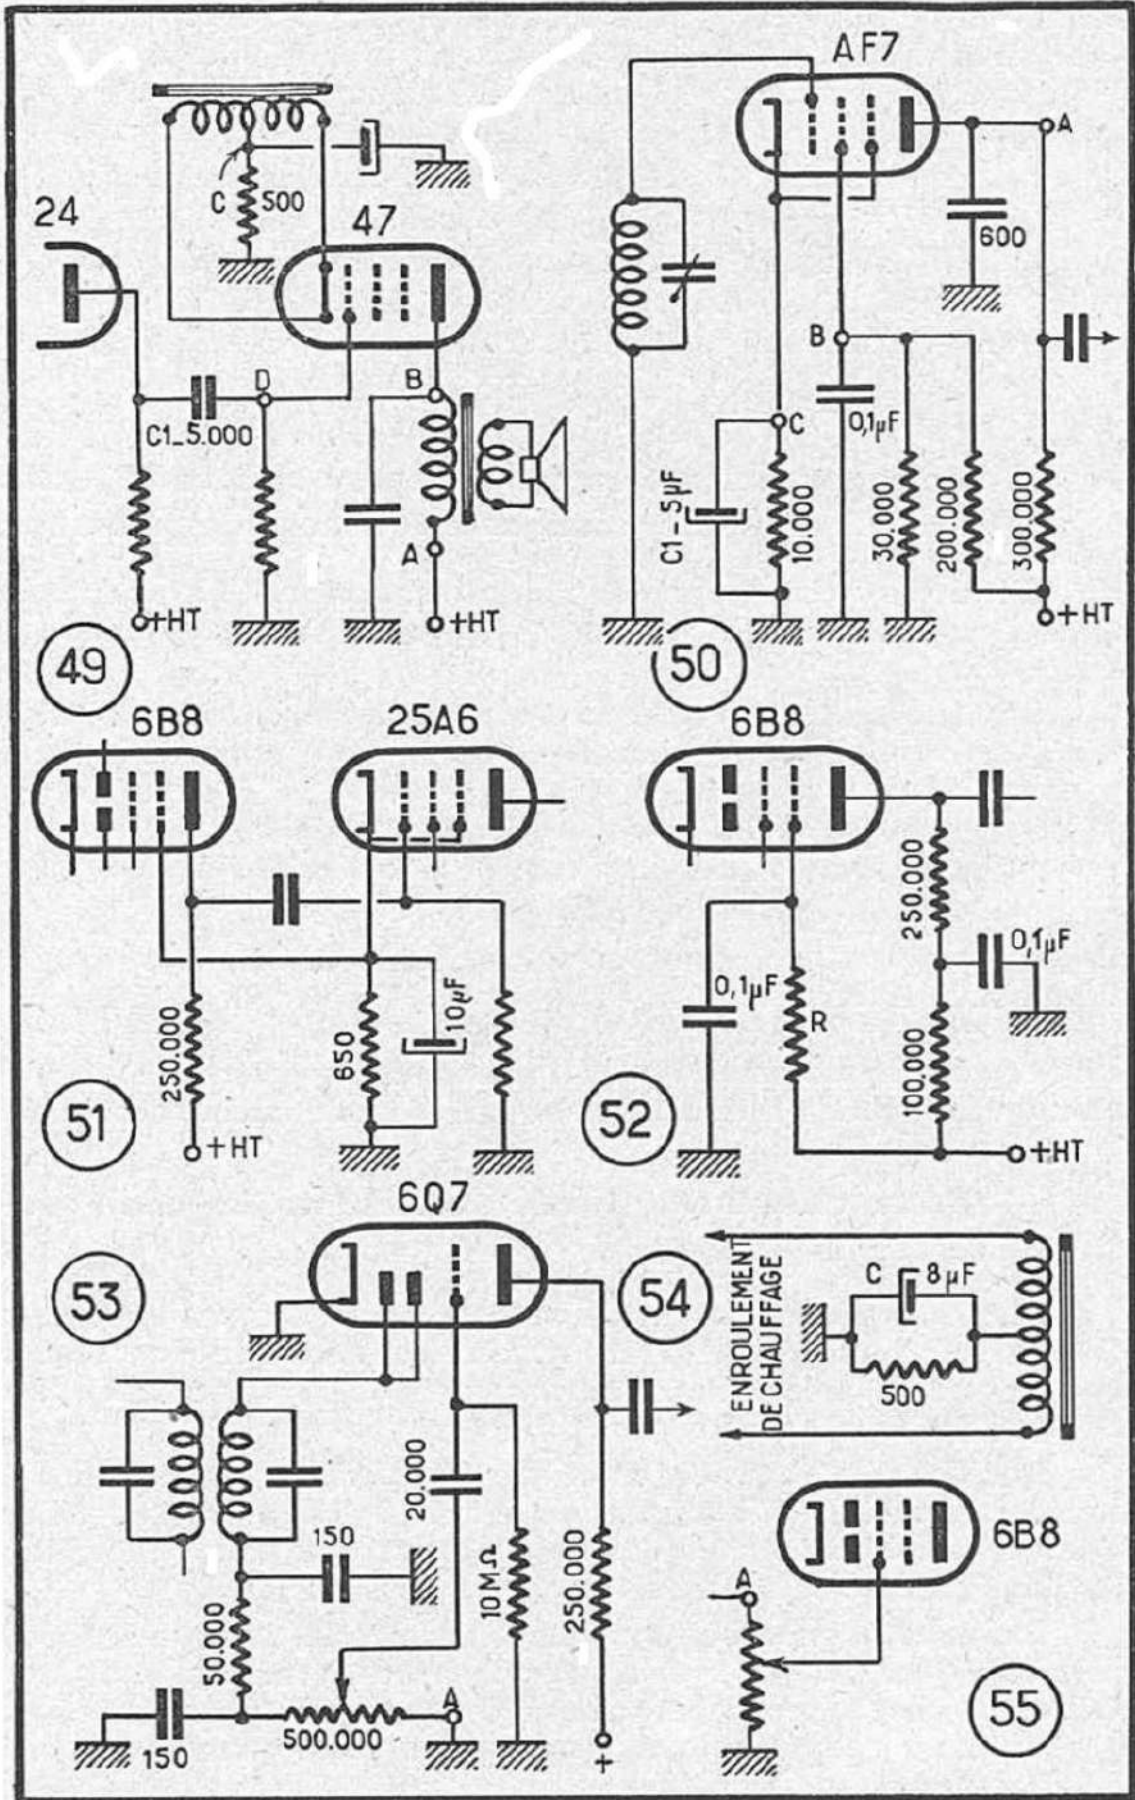 24
C
500
47
C1_5.000
D
B
A
+HT
+HT
49
AF7
A
600
B
C
0,1µF
C1-5µF
10.000
30.000
200.000
300.000
+HT
50
6B8
25A6
250.000
650
10µF
+HT
51
6B8
250.000
0,1µF
0,1µF
R
100.000
+HT
52
6Q7
53
20.000
150
10MΩ
250.000
50.000
500.000
A
150
+
54
ENROULEMENT
DE CHAUFFAGE
C
8µF
500
6B8
A
55